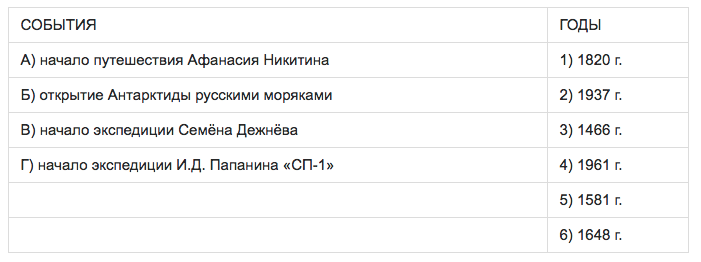 СОБЫТИЯ ГОДЫ
А) начало путешествия Афанасия Никитина 1) 1820 г.
Б) открытие Антарктиды русскими моряками 2) 1937 г.
В) начало экспедиции Семёна Дежнёва 3) 1466 г.
Г) начало экспедиции И.Д. Папанина «СП-1» 4) 1961 г.
5) 1581 г.
6) 1648 г.